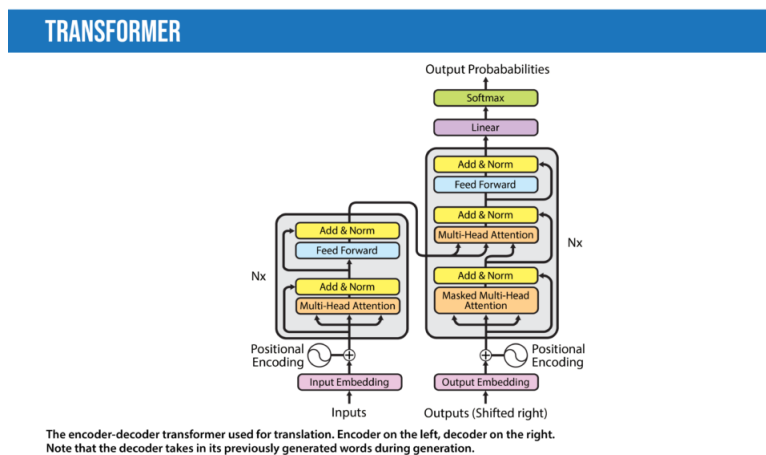 TRANSFORMER
Output Probababilities
Softmax
Linear
Add & Norm
Feed Forward
Add & Norm
Multi-Head Attention
Nx
Add & Norm
Masked Multi-Head
Attention
Positional
Encoding
Output Embedding
Outputs (Shifted right)
Add & Norm
Feed Forward
Nx
Add & Norm
Multi-Head Attention
Positional
Encoding
Input Embedding
Inputs
The encoder-decoder transformer used for translation. Encoder on the left, decoder on the right.
Note that the decoder takes in its previously generated words during generation.